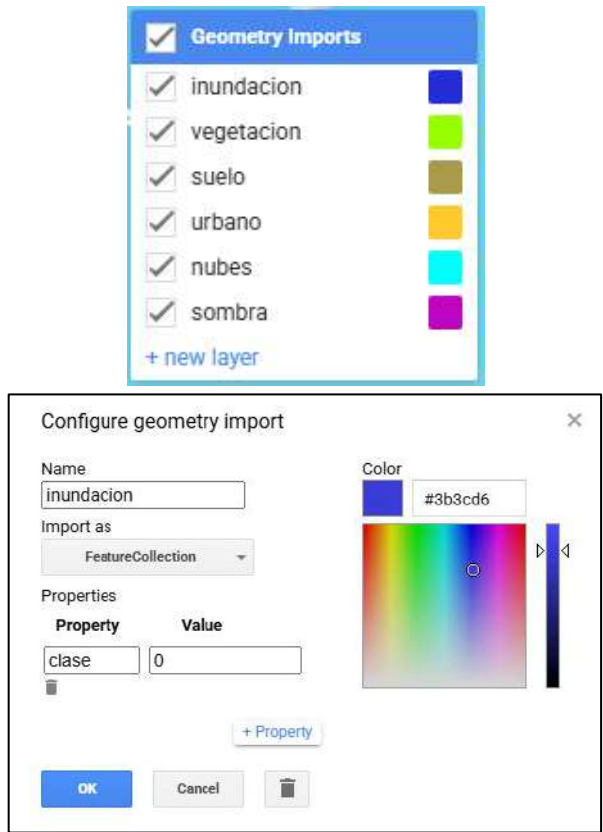 Geometry Imports
inundacion
vegetacion
suelo
urbano
nubes
sombra
+ new layer
Configure geometry import
Name
inundacion
Import as
FeatureCollection
Properties
Property Value
clase 0
+ Property
OK Cancel
Color
#3b3cd6